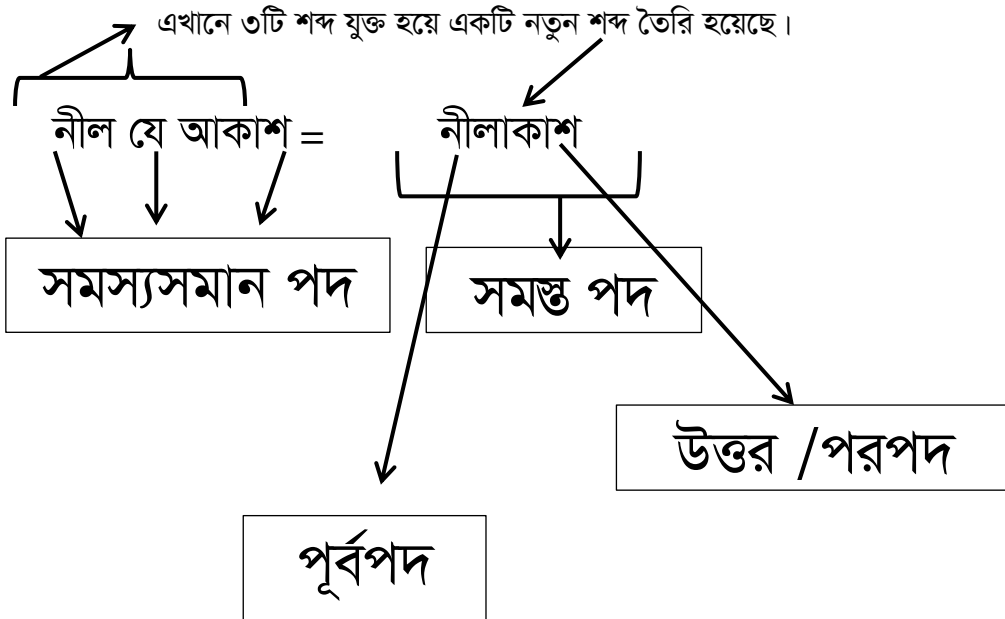 এখানে ৩টি শব্দ যুক্ত হয়ে একটি নতুন শব্দ তৈরি হয়েছে।
নীল যে আকাশ = নীলাকাশ
সমস্যসমান পদ
সমস্ত পদ
উত্তর /পরপদ
পূর্বপদ